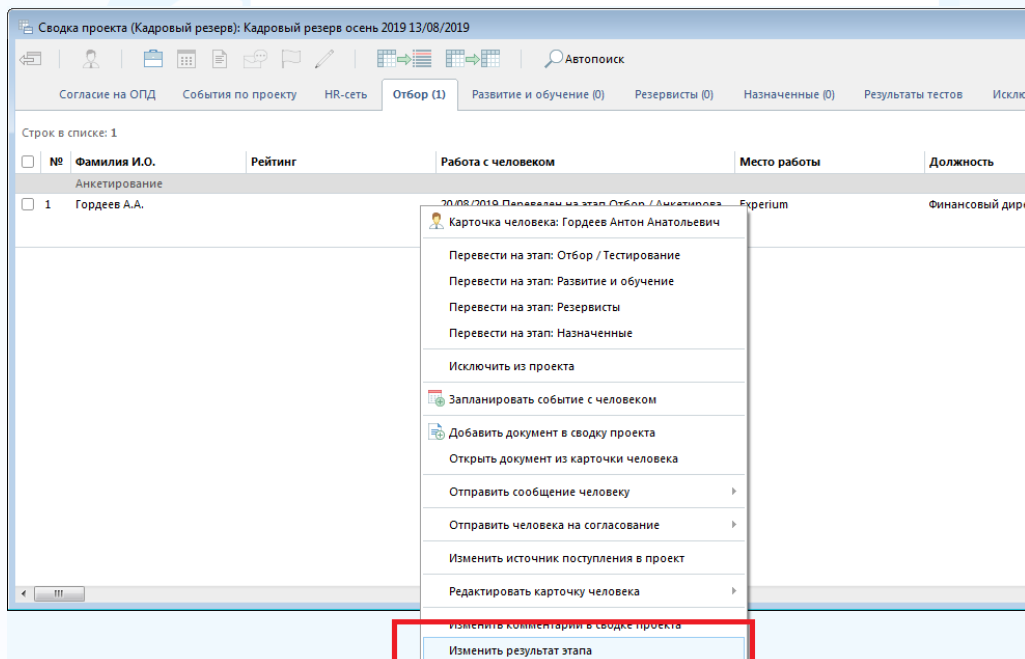 Сводка проекта (Кадровый резерв): Кадровый резерв осень 2019 13/08/2019
Автопоиск
Согласие на ОПД События по проекту HR-сеть Отбор (1) Развитие и обучение (0) Резервисты (0) Назначенные (0) Результаты тестов Исклю
Строк в списке: 1
№ Фамилия И.О. Рейтинг Работа с человеком Место работы Должность
Анкетирование
1 Гордеев А.А. 20/08/2019 Переведен на этап Отбор / Анкетирова Experium Финансовый дире
Карточка человека: Гордеев Антон Анатольевич
Перевести на этап: Отбор / Тестирование
Перевести на этап: Развитие и обучение
Перевести на этап: Резервисты
Перевести на этап: Назначенные
Исключить из проекта
Запланировать событие с человеком
Добавить документ в сводку проекта
Открыть документ из карточки человека
Отправить сообщение человеку
Отправить человека на согласование
Изменить источник поступления в проект
Редактировать карточку человека
Изменить комментарий в сводке проекта
Изменить результат этапа